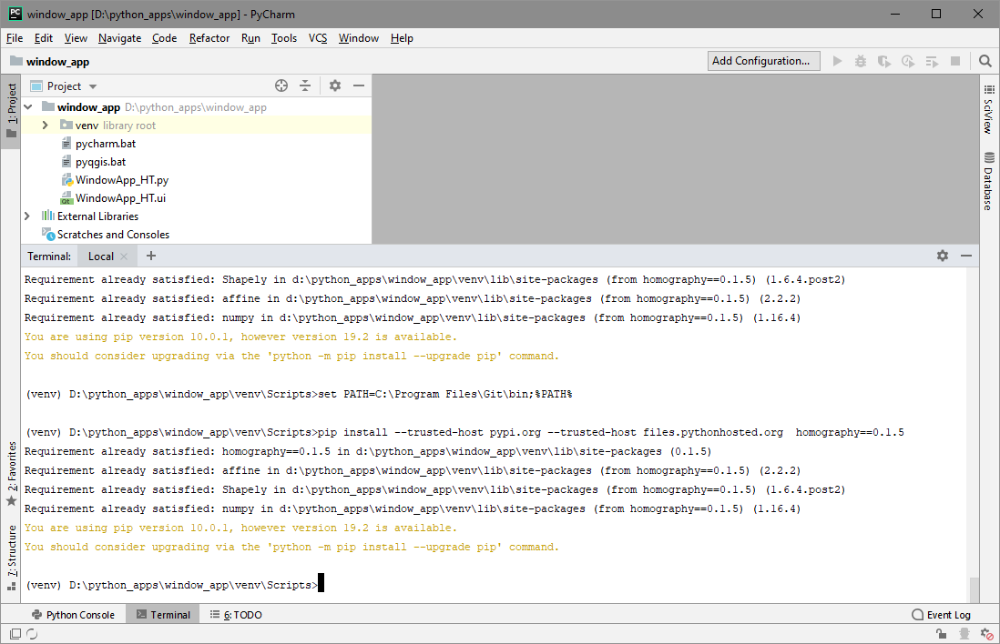 window_app [D:\python_apps\window_app] - PyCharm
File Edit View Navigate Code Refactor Run Tools VCS Window Help
window_app
Add Configuration...
1: Project
Project
window_app D:\python_apps\window_app
venv library root
pycharm.bat
pyqgis.bat
WindowApp_HT.py
WindowApp_HT.ui
External Libraries
Scratches and Consoles
SciView
Database
Terminal: Local
Requirement already satisfied: Shapely in d:\python_apps\window_app\venv\lib\site-packages (from homography==0.1.5) (1.6.4.post2)
Requirement already satisfied: affine in d:\python_apps\window_app\venv\lib\site-packages (from homography==0.1.5) (2.2.2)
Requirement already satisfied: numpy in d:\python_apps\window_app\venv\lib\site-packages (from homography==0.1.5) (1.16.4)
You are using pip version 10.0.1, however version 19.2 is available.
You should consider upgrading via the 'python -m pip install --upgrade pip' command.
(venv) D:\python_apps\window_app\venv\Scripts>set PATH=C:\Program Files\Git\bin;%PATH%
(venv) D:\python_apps\window_app\venv\Scripts>pip install --trusted-host pypi.org --trusted-host files.pythonhosted.org  homography==0.1.5
Requirement already satisfied: homography==0.1.5 in d:\python_apps\window_app\venv\lib\site-packages (0.1.5)
Requirement already satisfied: affine in d:\python_apps\window_app\venv\lib\site-packages (from homography==0.1.5) (2.2.2)
Requirement already satisfied: Shapely in d:\python_apps\window_app\venv\lib\site-packages (from homography==0.1.5) (1.6.4.post2)
Requirement already satisfied: numpy in d:\python_apps\window_app\venv\lib\site-packages (from homography==0.1.5) (1.16.4)
You are using pip version 10.0.1, however version 19.2 is available.
You should consider upgrading via the 'python -m pip install --upgrade pip' command.
(venv) D:\python_apps\window_app\venv\Scripts>
2: Favorites
7: Structure
Python Console Terminal 6: TODO Event Log